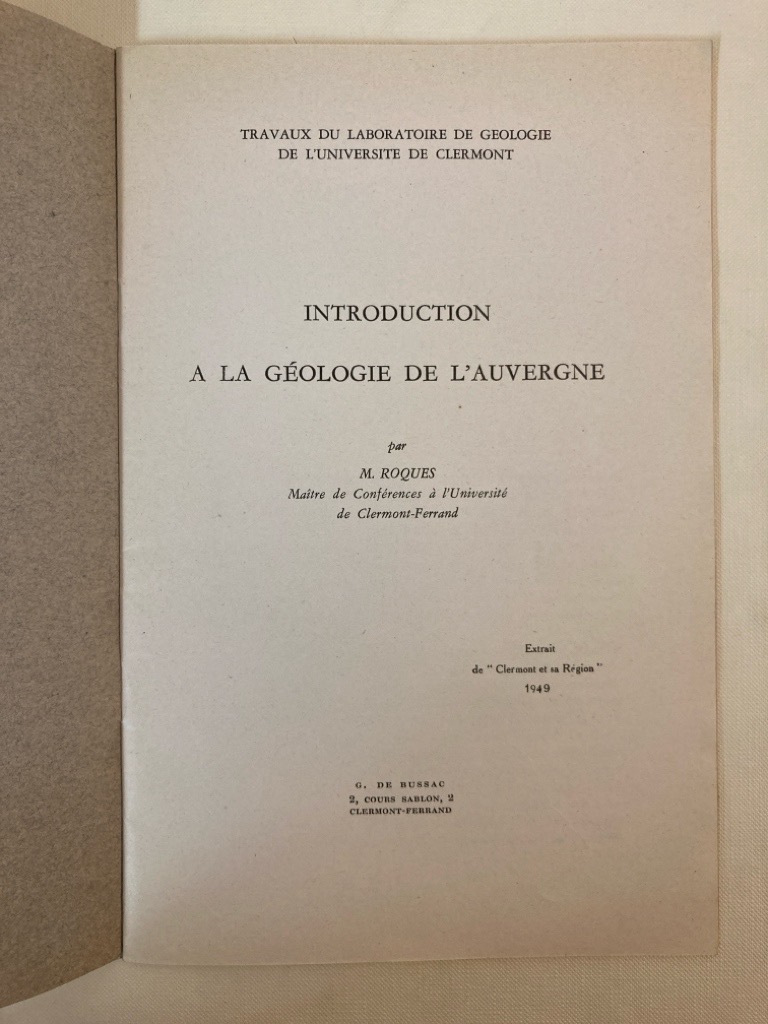 TRAVAUX DU LABORATOIRE DE GEOLOGIE
DE L'UNIVERSITE DE CLERMONT
INTRODUCTION
A LA GÉOLOGIE DE L'AUVERGNE
par
M. ROQUES
Maître de Conférences à l'Université
de Clermont-Ferrand
Extrait
de " Clermont et sa Région "
1949
G. DE BUSSAC
2, COURS SABLON, 2
CLERMONT-FERRAND